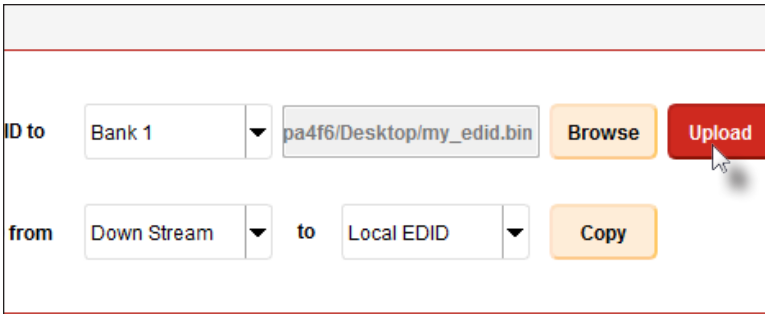 ID to Bank 1 pa4f6/Desktop/my_edid.bin Browse Upload
from Down Stream to Local EDID Copy